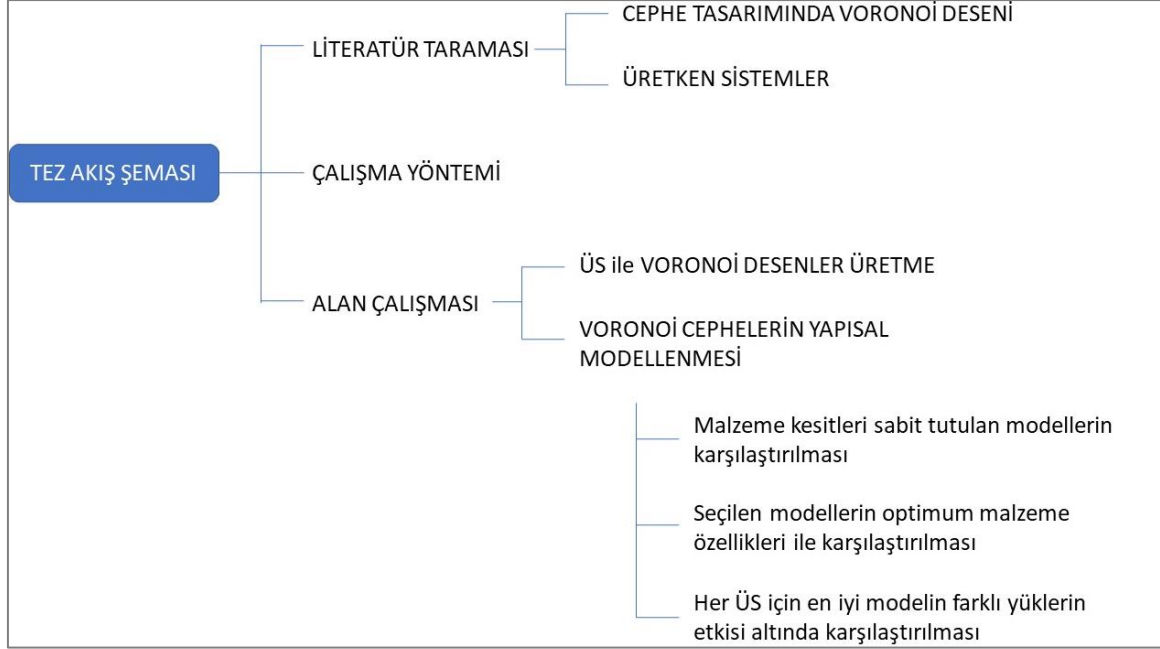 CEPHE TASARIMINDA VORONOİ DESENİ
LİTERATÜR TARAMASI
ÜRETKEN SİSTEMLER
TEZ AKIŞ ŞEMASI
ÇALIŞMA YÖNTEMİ
ÜS ile VORONOİ DESENLER ÜRETME
ALAN ÇALIŞMASI
VORONOİ CEPHELERİN YAPISAL
MODELLENMESİ
Malzeme kesitleri sabit tutulan modellerin
karşılaştırılması
Seçilen modellerin optimum malzeme
özellikleri ile karşılaştırılması
Her ÜS için en iyi modelin farklı yüklerin
etkisi altında karşılaştırılması